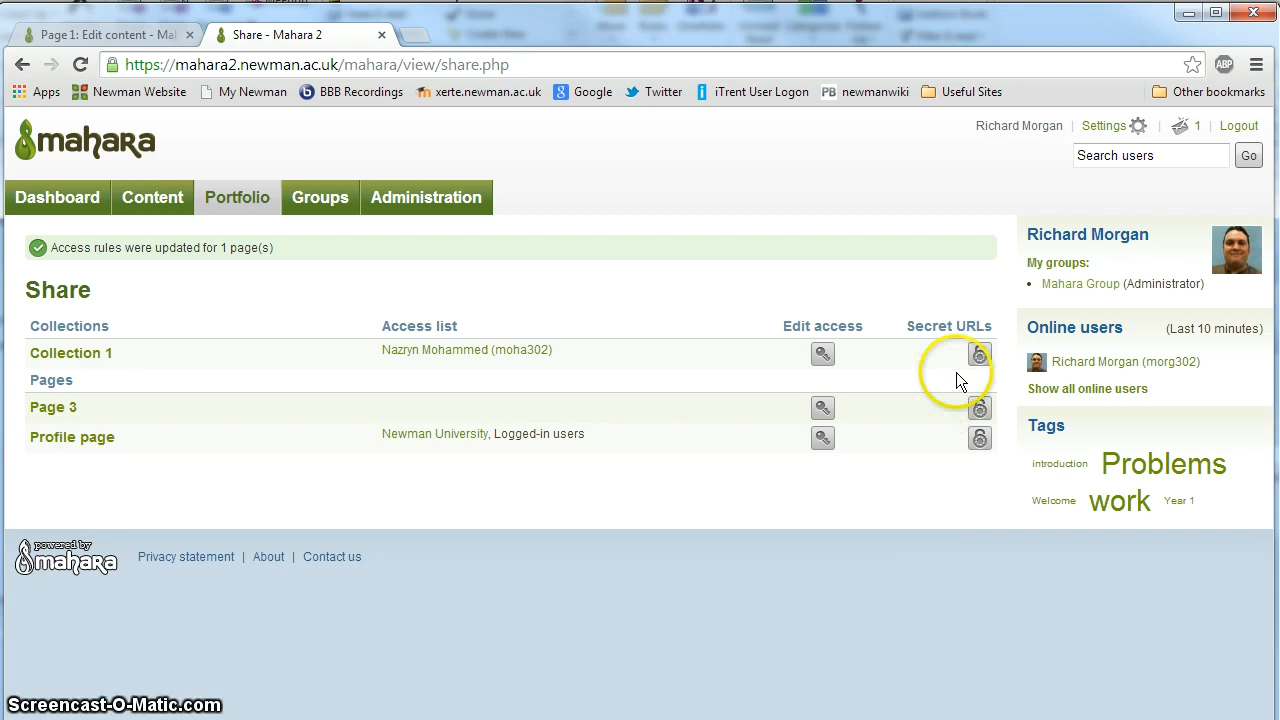 Page 1: Edit content - Mah
Share - Mahara 2
https://mahara2.newman.ac.uk/mahara/view/share.php
ABP
Apps
Newman Website
My Newman
BBB Recordings
xerte.newman.ac.uk
Google
Twitter
iTrent User Logon
PB newmanwiki
Useful Sites
Other bookmarks
mahara
Richard Morgan | Settings | 1 | Logout
Search users Go
Dashboard Content Portfolio Groups Administration
Access rules were updated for 1 page(s)
Share
Collections Access list Edit access Secret URLs
Collection 1 Nazryn Mohammed (moha302)
Pages
Page 3
Profile page Newman University, Logged-in users
Richard Morgan
My groups:
Mahara Group (Administrator)
Online users (Last 10 minutes)
Richard Morgan (morg302)
Show all online users
Tags
introduction Problems
Welcome work Year 1
powered by
mahara
Privacy statement | About | Contact us
Screencast-O-Matic.com